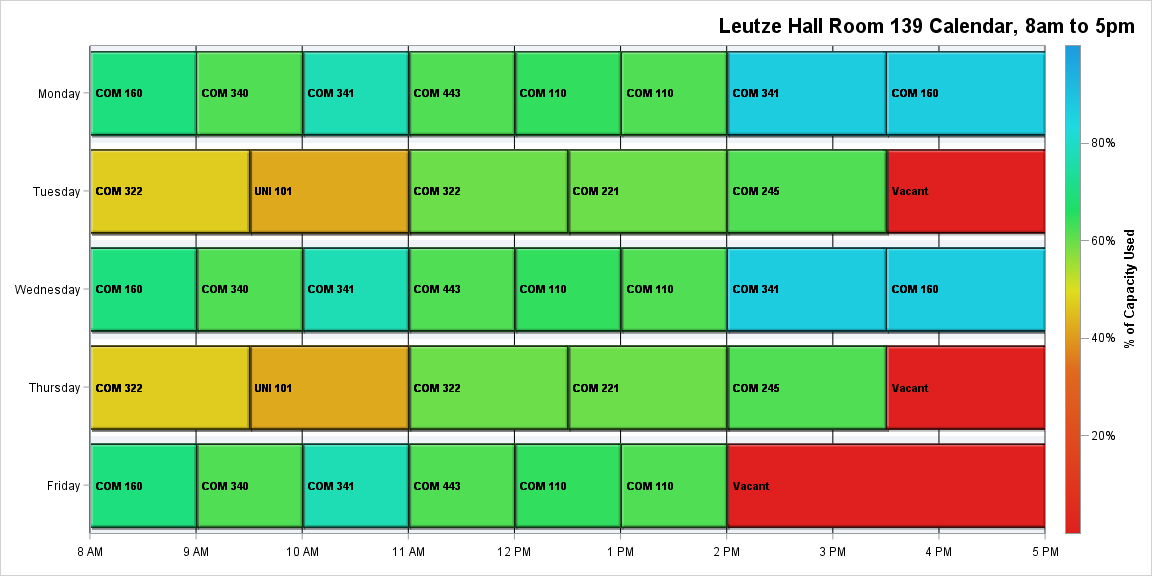 Leutze Hall Room 139 Calendar, 8am to 5pm
Monday
COM 160
COM 340
COM 341
COM 443
COM 110
COM 110
COM 341
COM 160
Tuesday
COM 322
UNI 101
COM 322
COM 221
COM 245
Vacant
Wednesday
COM 160
COM 340
COM 341
COM 443
COM 110
COM 110
COM 341
COM 160
Thursday
COM 322
UNI 101
COM 322
COM 221
COM 245
Vacant
Friday
COM 160
COM 340
COM 341
COM 443
COM 110
COM 110
Vacant
8 AM
9 AM
10 AM
11 AM
12 PM
1 PM
2 PM
3 PM
4 PM
5 PM
80%
60%
40%
20%
% of Capacity Used